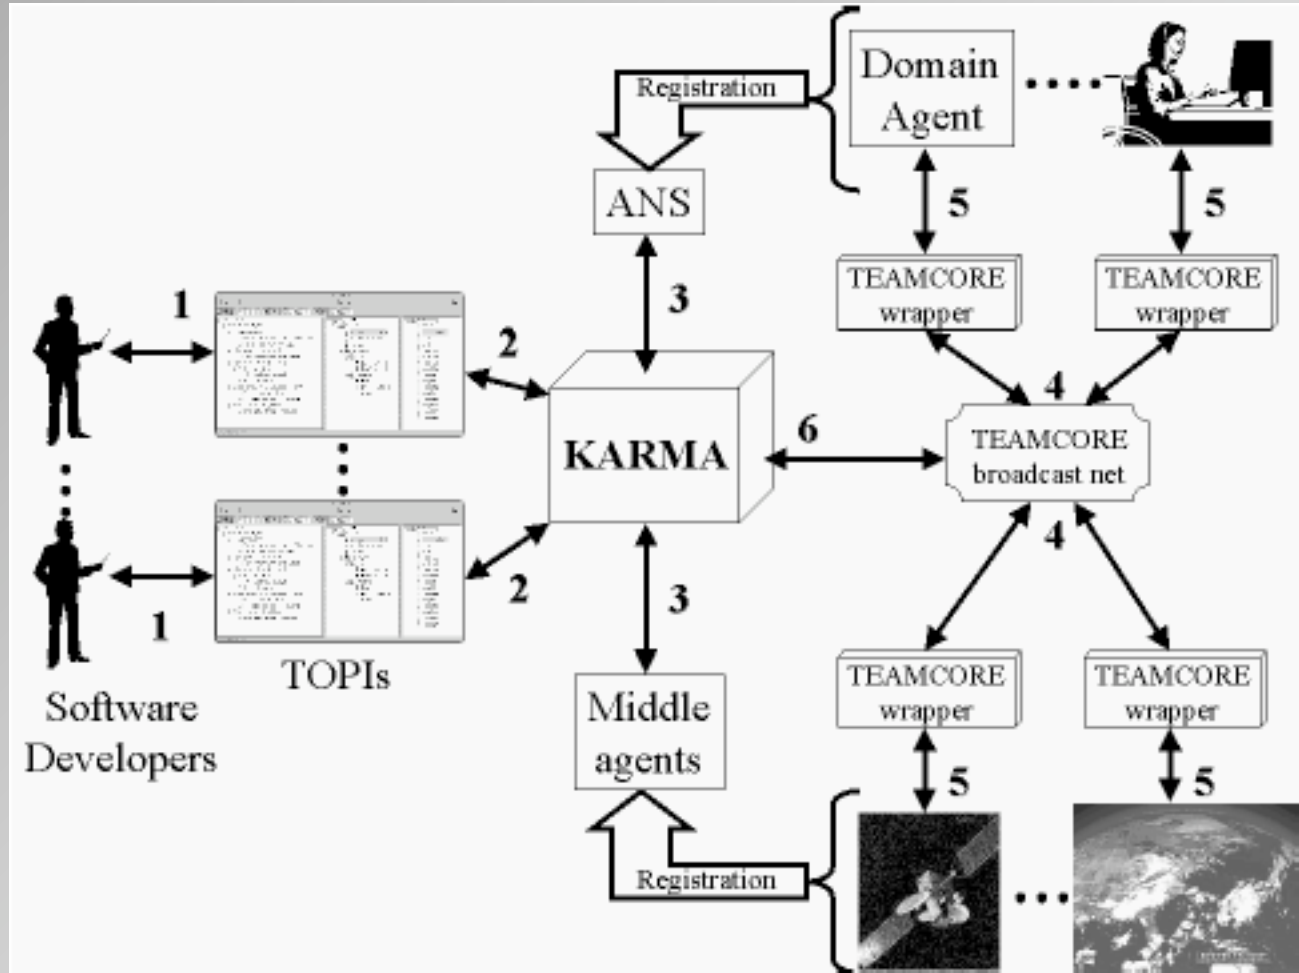 Registration
Domain
Agent
ANS
5
5
3
TEAMCORE
wrapper
TEAMCORE
wrapper
1
2
4
KARMA
6
TEAMCORE
broadcast net
4
1
2
3
TOPIs
Software
Developers
Middle
agents
TEAMCORE
wrapper
TEAMCORE
wrapper
5
5
Registration